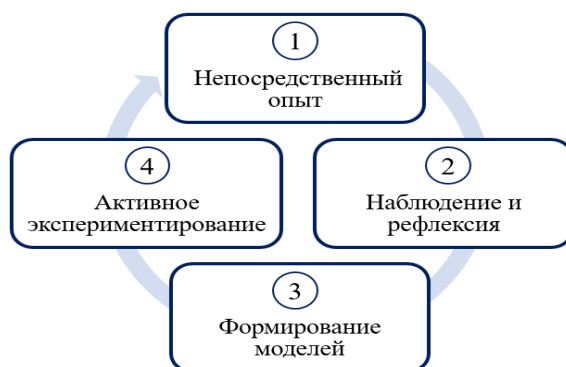 1
Непосредственный
опыт
2
Наблюдение и
рефлексия
3
Формирование
моделей
4
Активное
экспериментирование